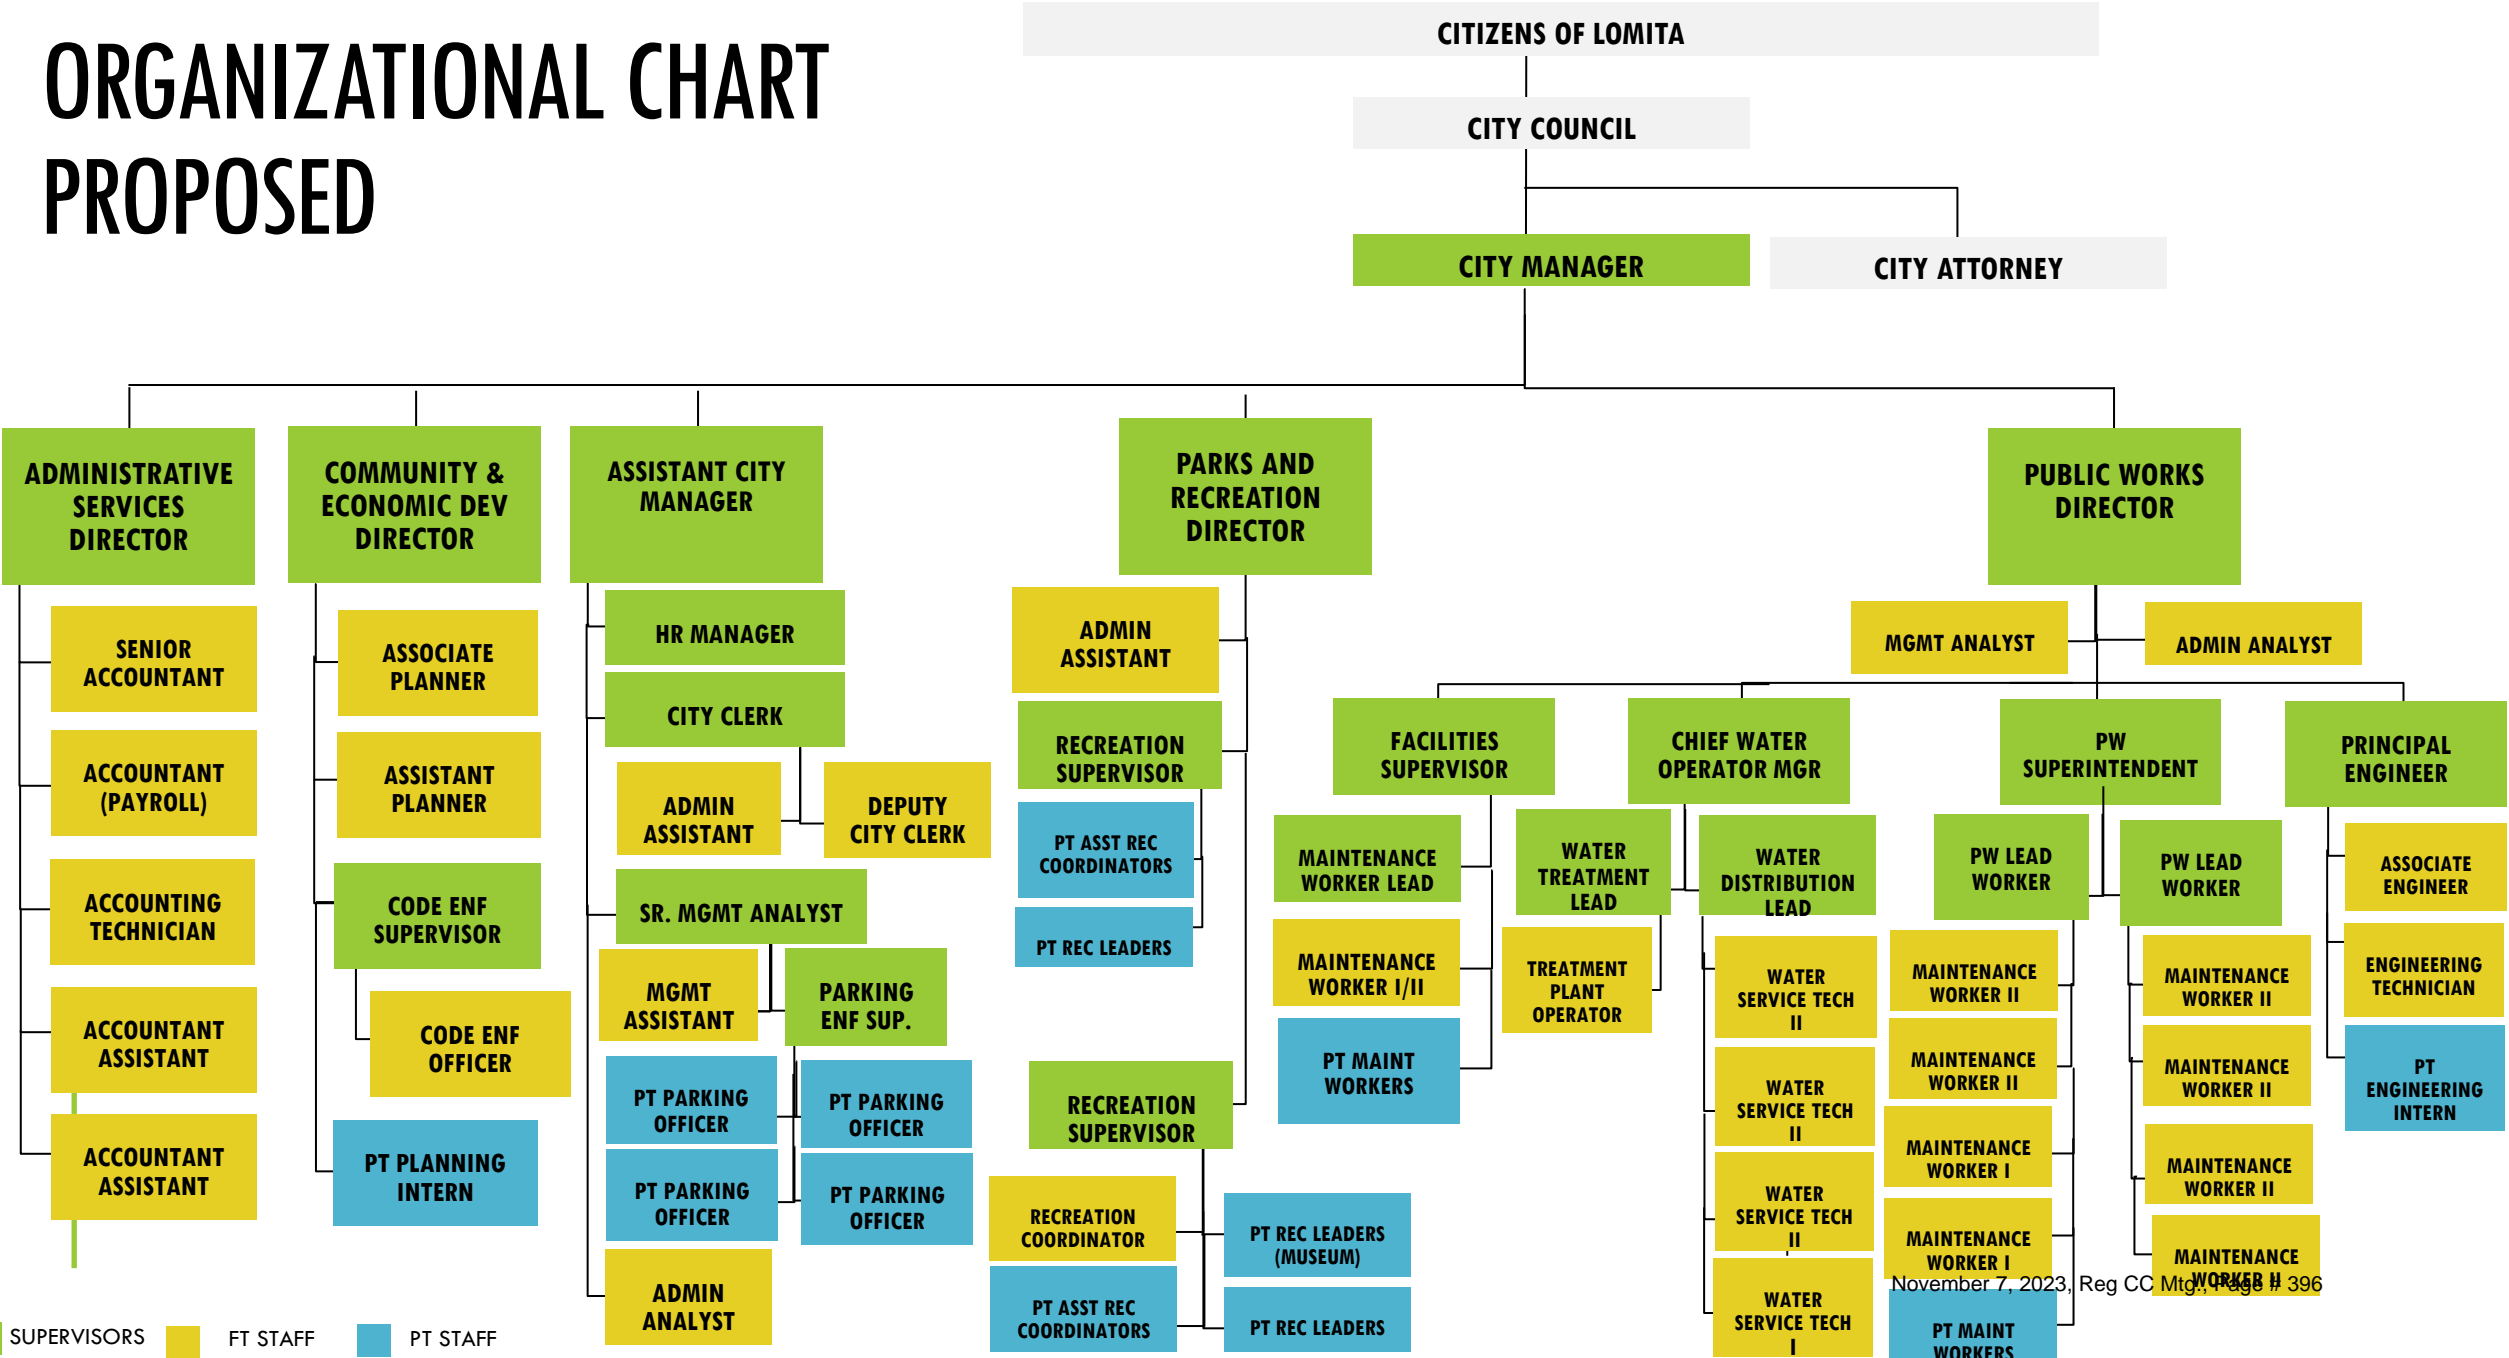 ORGANIZATIONAL CHART
PROPOSED
CITIZENS OF LOMITA
CITY COUNCIL
CITY MANAGER
CITY ATTORNEY
ADMINISTRATIVE
SERVICES
DIRECTOR
SENIOR
ACCOUNTANT
ACCOUNTANT
(PAYROLL)
ACCOUNTING
TECHNICIAN
ACCOUNTANT
ASSISTANT
ACCOUNTANT
ASSISTANT
COMMUNITY &
ECONOMIC DEV
DIRECTOR
ASSOCIATE
PLANNER
ASSISTANT
PLANNER
CODE ENF
SUPERVISOR
CODE ENF
OFFICER
PT PLANNING
INTERN
ASSISTANT CITY
MANAGER
HR MANAGER
CITY CLERK
ADMIN
ASSISTANT
DEPUTY
CITY CLERK
SR. MGMT ANALYST
MGMT
ASSISTANT
PARKING
ENF SUP.
PT PARKING
OFFICER
PT PARKING
OFFICER
PT PARKING
OFFICER
PT PARKING
OFFICER
ADMIN
ANALYST
PARKS AND
RECREATION
DIRECTOR
ADMIN
ASSISTANT
RECREATION
SUPERVISOR
PT ASST REC
COORDINATORS
PT REC LEADERS
RECREATION
SUPERVISOR
RECREATION
COORDINATOR
PT REC LEADERS
(MUSEUM)
PT ASST REC
COORDINATORS
PT REC LEADERS
PUBLIC WORKS
DIRECTOR
MGMT ANALYST
ADMIN ANALYST
FACILITIES
SUPERVISOR
MAINTENANCE
WORKER LEAD
MAINTENANCE
WORKER I/II
PT MAINT
WORKERS
CHIEF WATER
OPERATOR MGR
WATER
TREATMENT
LEAD
TREATMENT
PLANT
OPERATOR
WATER
DISTRIBUTION
LEAD
WATER
SERVICE TECH
II
WATER
SERVICE TECH
II
WATER
SERVICE TECH
II
WATER
SERVICE TECH
I
PW
SUPERINTENDENT
PW LEAD
WORKER
MAINTENANCE
WORKER II
MAINTENANCE
WORKER II
MAINTENANCE
WORKER I
MAINTENANCE
WORKER I
PT MAINT
WORKERS
PW LEAD
WORKER
MAINTENANCE
WORKER II
MAINTENANCE
WORKER II
MAINTENANCE
WORKER II
MAINTENANCE
WORKER II
PRINCIPAL
ENGINEER
ASSOCIATE
ENGINEER
ENGINEERING
TECHNICIAN
PT
ENGINEERING
INTERN
November 7, 2023, Reg CC Mtg., Page # 396
SUPERVISORS
FT STAFF
PT STAFF